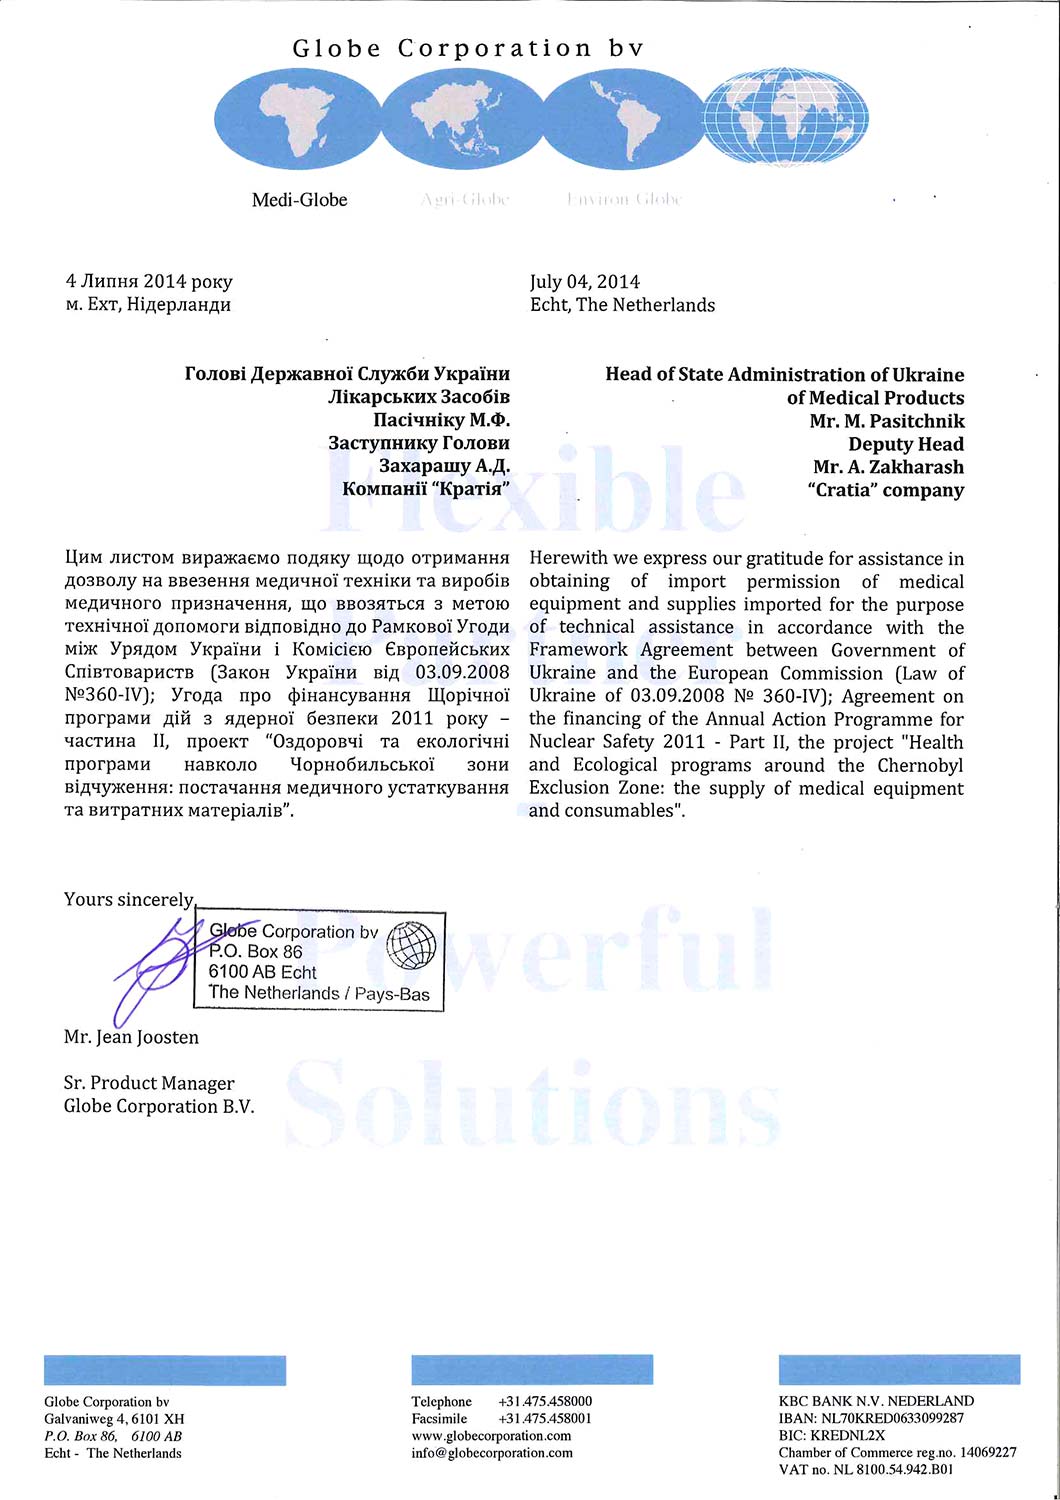 Globe Corporation bv
Medi-Globe
Agri-Globe
Environ-Globe
4 Липня 2014 року
м. Ехт, Нідерланди
July 04, 2014
Echt, The Netherlands
Голові Державної Служби України
Лікарських Засобів
Пасічніку М.Ф.
Заступнику Голови
Захарашу А.Д.
Компанії “Кратія”
Head of State Administration of Ukraine
of Medical Products
Mr. M. Pasitchnik
Deputy Head
Mr. A. Zakharash
“Cratia” company
Цим листом виражаємо подяку щодо отримання
дозволу на ввезення медичної техніки та виробів
медичного призначення, що ввозяться з метою
технічної допомоги відповідно до Рамкової Угоди
між Урядом України і Комісією Європейських
Співтовариств (Закон України від 03.09.2008
№360-IV); Угода про фінансування Щорічної
програми дій з ядерної безпеки 2011 року –
частина II, проект “Оздоровчі та екологічні
програми навколо Чорнобильської зони
відчуження: постачання медичного устаткування
та витратних матеріалів”.
Herewith we express our gratitude for assistance in
obtaining of import permission of medical
equipment and supplies imported for the purpose
of technical assistance in accordance with the
Framework Agreement between Government of
Ukraine and the European Commission (Law of
Ukraine of 03.09.2008 № 360-IV); Agreement on
the financing of the Annual Action Programme for
Nuclear Safety 2011 - Part II, the project "Health
and Ecological programs around the Chernobyl
Exclusion Zone: the supply of medical equipment
and consumables".
Flexible
Partner
Powerful
Solutions
Yours sincerely,
Globe Corporation bv
P.O. Box 86
6100 AB Echt
The Netherlands / Pays-Bas
Mr. Jean Joosten
Sr. Product Manager
Globe Corporation B.V.
Globe Corporation bv
Galvaniweg 4, 6101 XH
P.O. Box 86, 6100 AB
Echt - The Netherlands
Telephone +31.475.458000
Facsimile +31.475.458001
www.globecorporation.com
info@globecorporation.com
KBC BANK N.V. NEDERLAND
IBAN: NL70KRED0633099287
BIC: KREDNL2X
Chamber of Commerce reg.no. 14069227
VAT no. NL 8100.54.942.B01